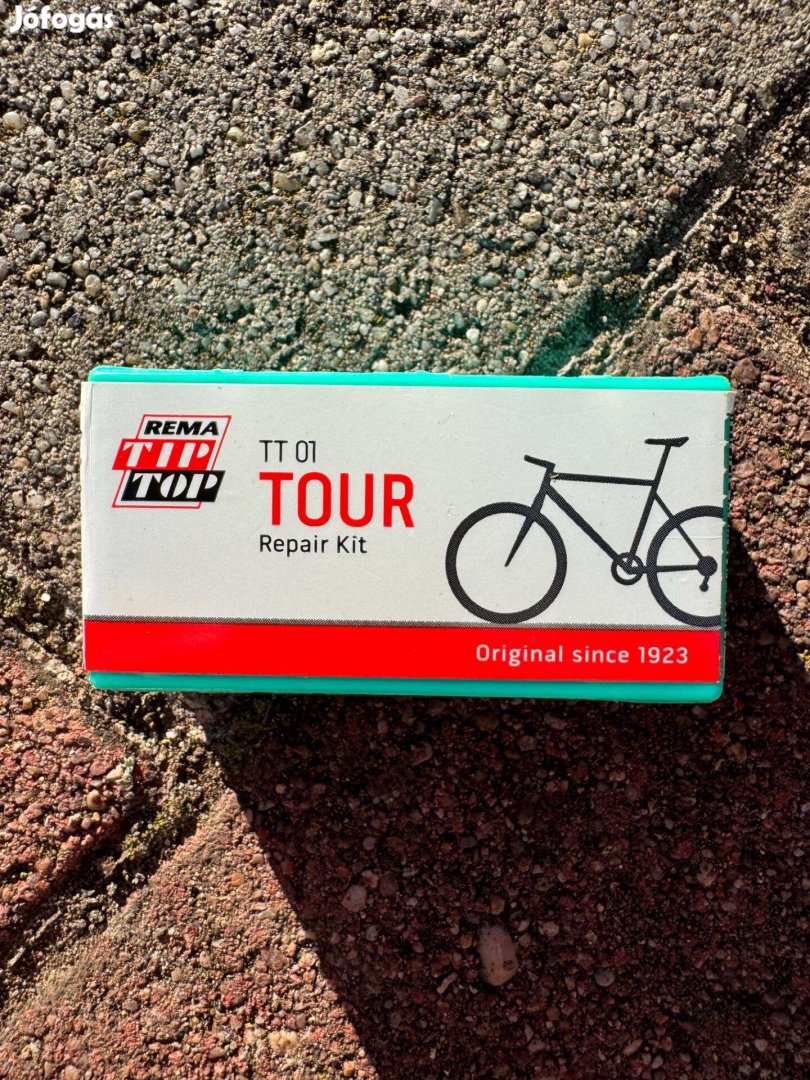 Jófogás
REMA
TIP
TOP
TT 01
TOUR
Repair Kit
Original since 1923